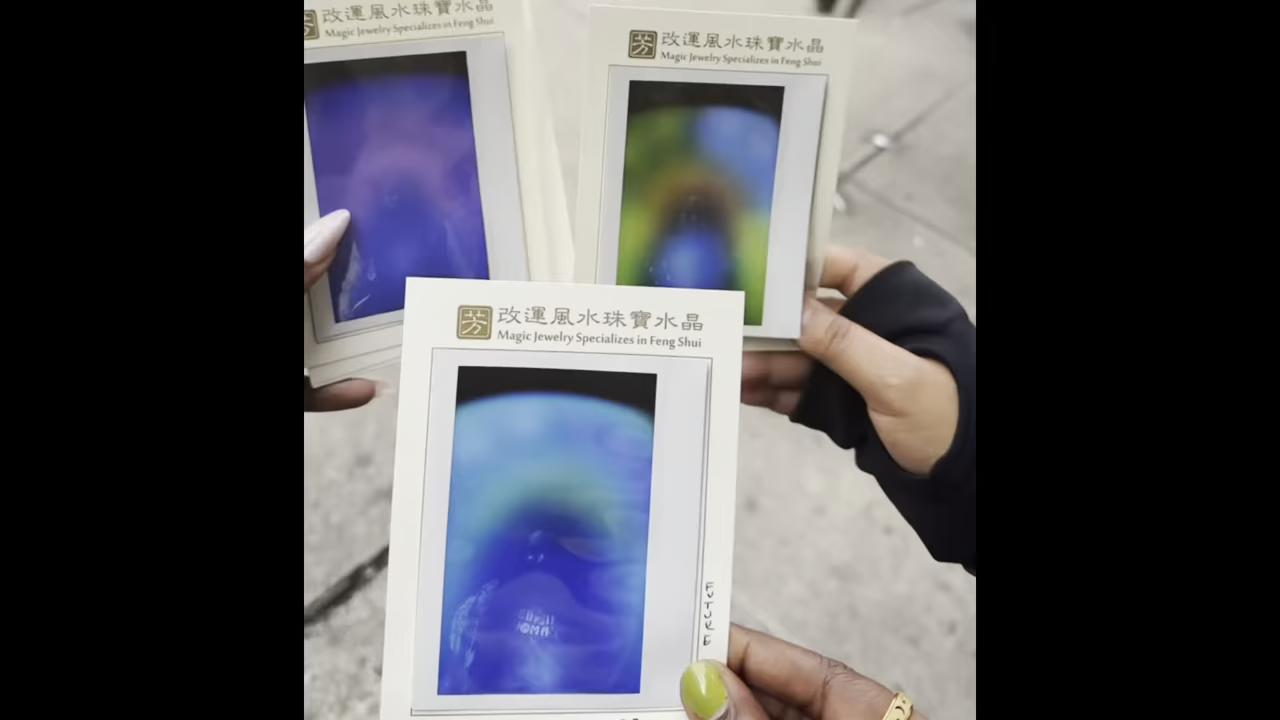 改運風水珠寶水晶
Magic Jewelry Specializes in Feng Shui
芳 改運風水珠寶水晶
Magic Jewelry Specializes in Feng Shui
芳 改運風水珠寶水晶
Magic Jewelry Specializes in Feng Shui
FUTURE